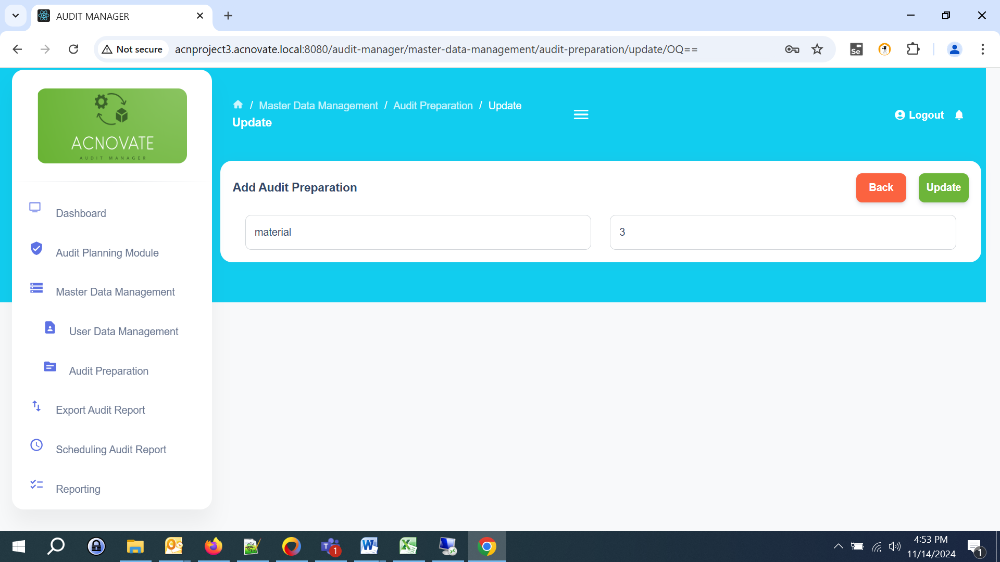 AUDIT MANAGER
Not secure
acnproject3.acnovate.local:8080/audit-manager/master-data-management/audit-preparation/update/OQ==
Se
ACNOVATE
AUDIT MANAGER
/ Master Data Management / Audit Preparation / Update
Update
Logout
Add Audit Preparation
Back
Update
material
3
Dashboard
Audit Planning Module
Master Data Management
User Data Management
Audit Preparation
Export Audit Report
Scheduling Audit Report
Reporting
1
4:53 PM
11/14/2024
1